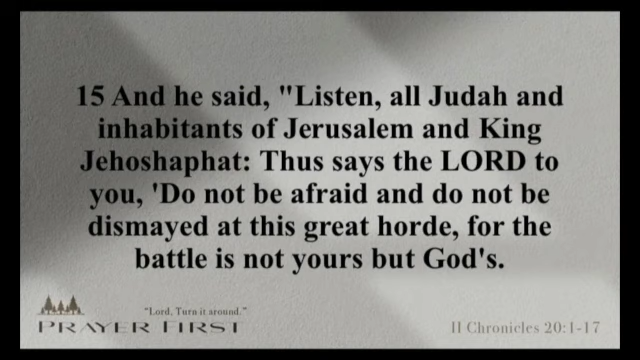 15 And he said, "Listen, all Judah and
inhabitants of Jerusalem and King
Jehoshaphat: Thus says the LORD to
you, 'Do not be afraid and do not be
dismayed at this great horde, for the
battle is not yours but God's.
"Lord, Turn it around."
PRAYER FIRST
II Chronicles 20:1-17